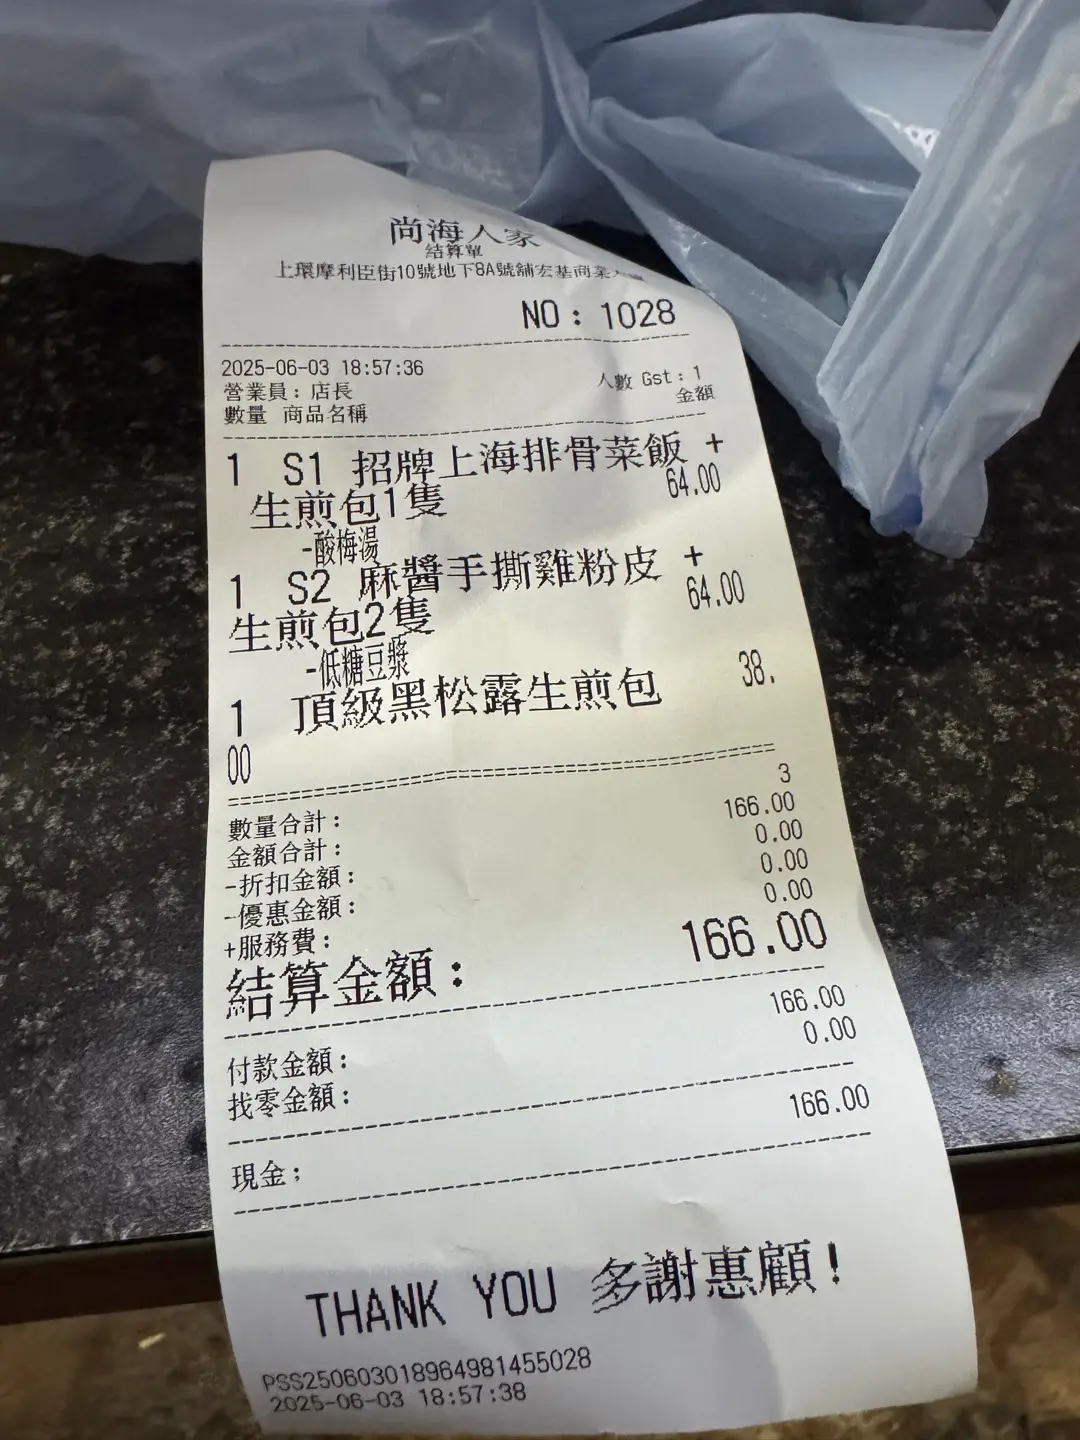 尚海人家
結算單
上環摩利臣街10號地下8A號舖宏基商業大廈
NO: 1028
2025-06-03 18:57:36
營業員: 店長 人數 Gst: 1
數量 商品名稱 金額
1 S1 招牌上海排骨菜飯 +
生煎包1隻 64.00
-酸梅湯
1 S2 麻醬手撕雞粉皮 +
生煎包2隻 64.00
-低糖豆漿
1 頂級黑松露生煎包 38.
00
數量合計: 3
金額合計: 166.00
-折扣金額: 0.00
-優惠金額: 0.00
+服務費: 0.00
結算金額: 166.00
付款金額: 166.00
找零金額: 0.00
現金; 166.00
THANK YOU 多謝惠顧!
PSS250603018964981455028
2025-06-03 18:57:38